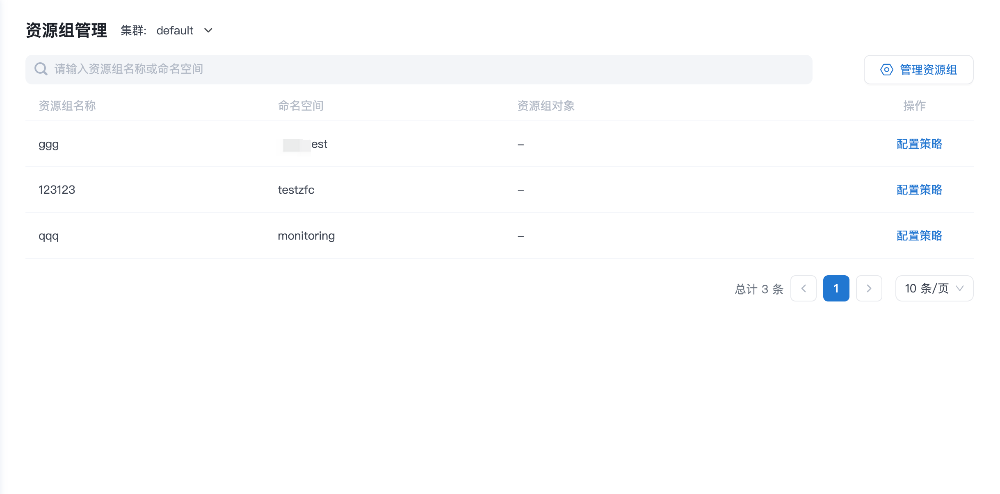 资源组管理 集群: default
请输入资源组名称或命名空间 管理资源组
资源组名称 命名空间 资源组对象 操作
ggg – 配置策略
123123 testzfc – 配置策略
qqq monitoring – 配置策略
总计 3 条 1 10 条/页